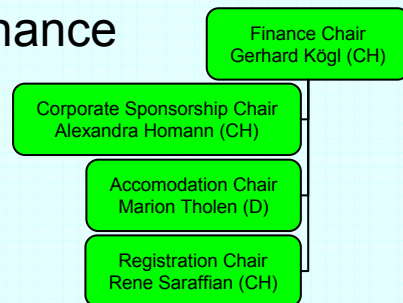 nance
Finance Chair
Gerhard Kögl (CH)
Corporate Sponsorship Chair
Alexandra Homann (CH)
Accomodation Chair
Marion Tholen (D)
Registration Chair
Rene Saraffian (CH)